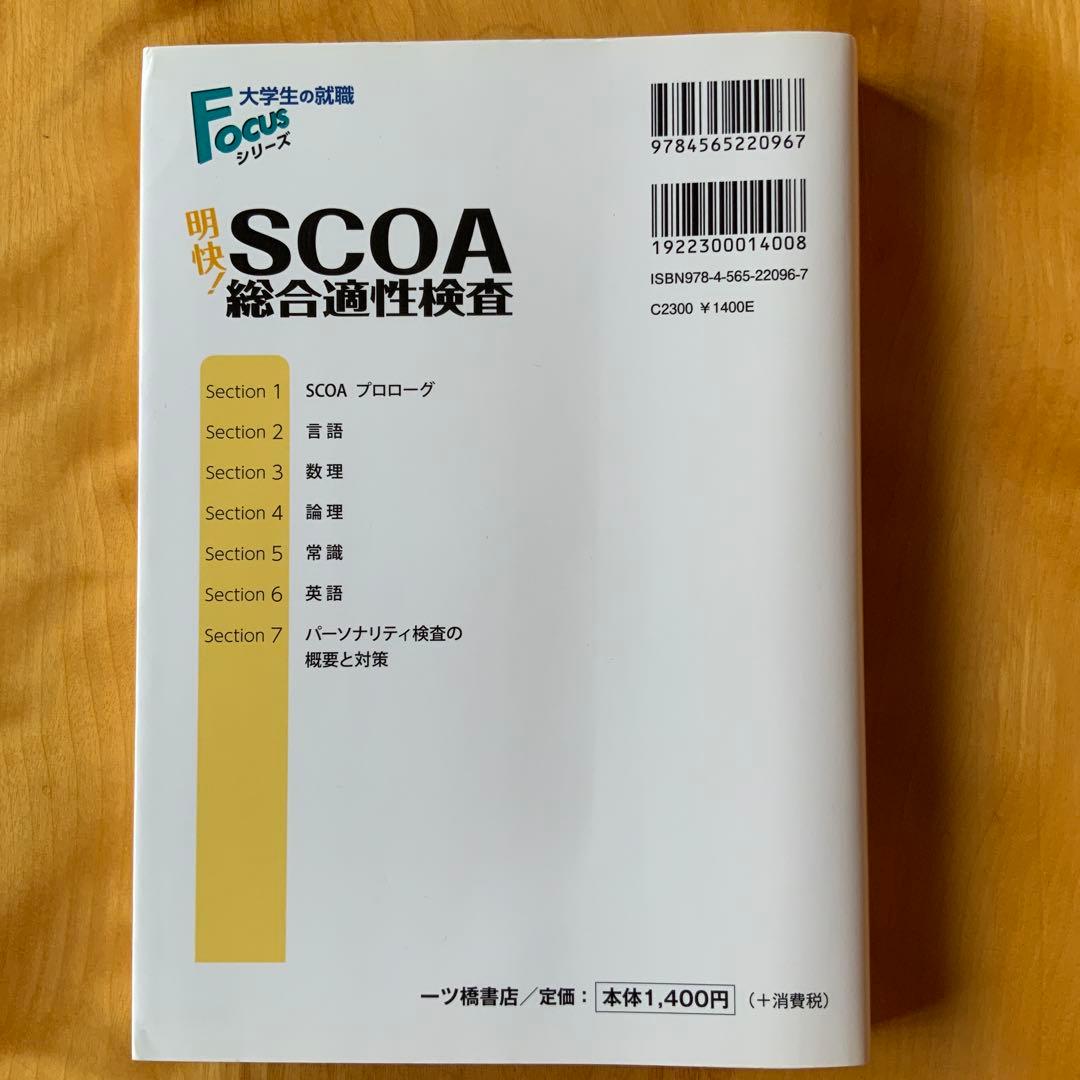 大学生の就職
Focus
シリーズ
明快!
SCOA
総合適性検査
9784565220967
1922300014008
ISBN978-4-565-22096-7
C2300 ¥1400E
Section 1 SCOA プロローグ
Section 2 言語
Section 3 数理
Section 4 論理
Section 5 常識
Section 6 英語
Section 7 パーソナリティ検査の
概要と対策
一ツ橋書店/定価: 本体1,400円 (+消費税)